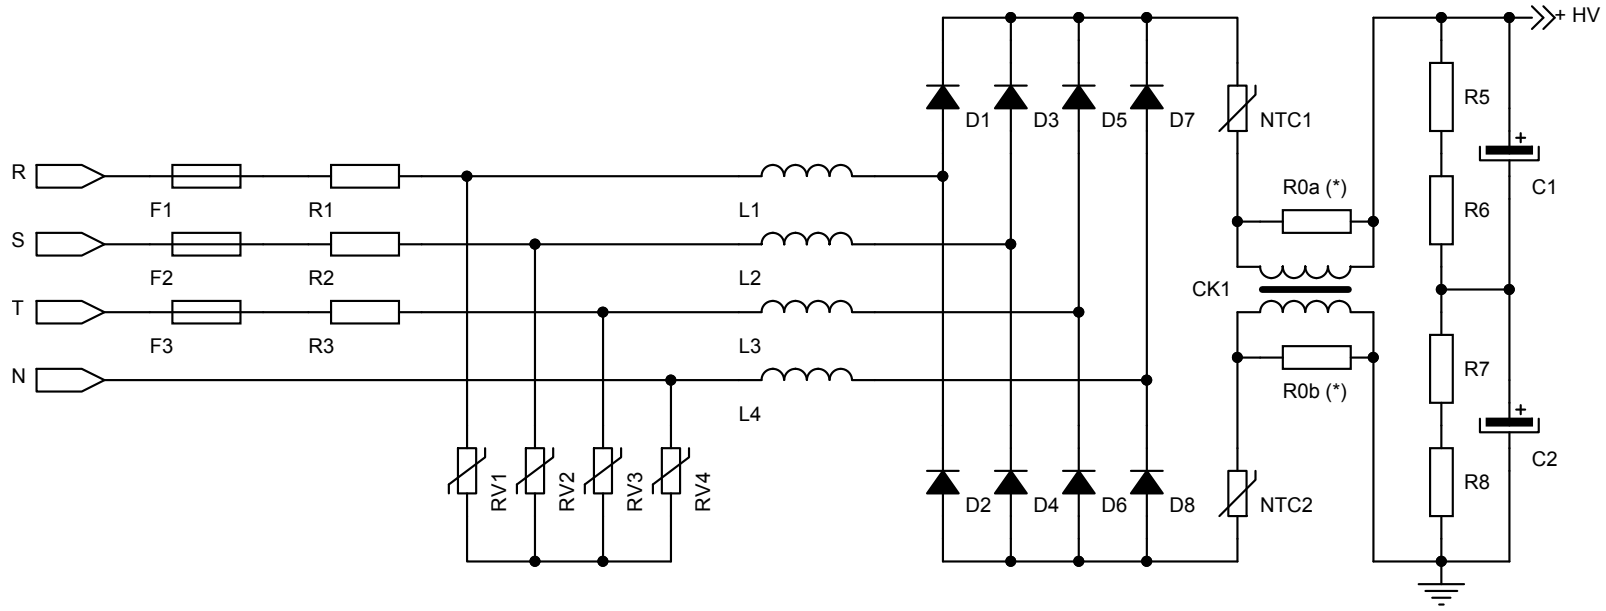 + HV
R5
D1
D3
D5
D7
NTC1
+
R
R0a (*)
C1
F1
R1
L1
R6
S
F2
R2
L2
CK1
T
F3
R3
L3
R7
N
R0b (*)
L4
+
C2
RV1
RV2
RV3
RV4
D2
D4
D6
D8
NTC2
R8